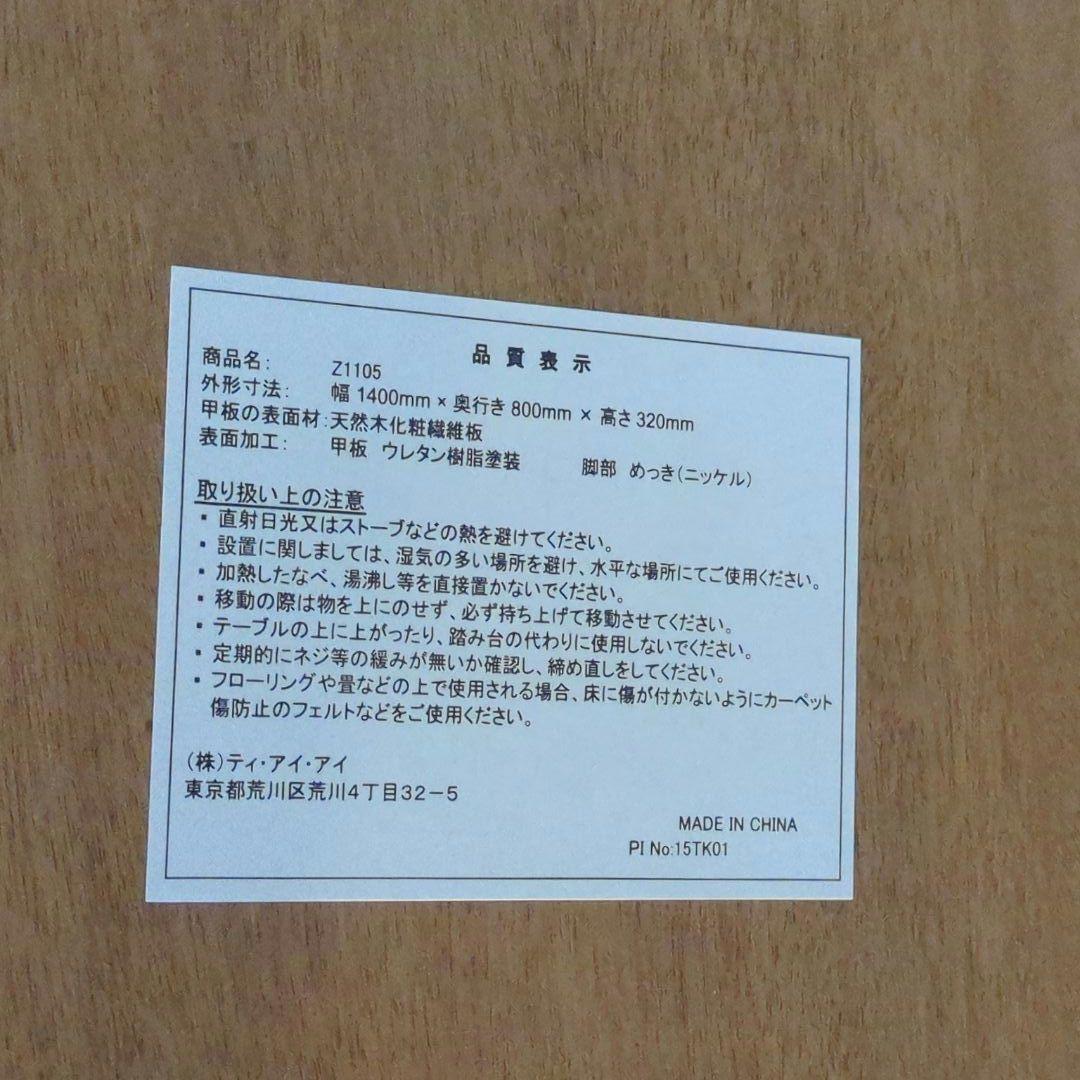 品質表示
商品名: Z1105
外形寸法: 幅 1400mm × 奥行き 800mm × 高さ 320mm
甲板の表面材:天然木化粧繊維板
表面加工: 甲板 ウレタン樹脂塗装 脚部 めっき(ニッケル)
取り扱い上の注意
▪ 直射日光又はストーブなどの熱を避けてください。
▪ 設置に関しましては、湿気の多い場所を避け、水平な場所にてご使用ください。
▪ 加熱したなべ、湯沸し等を直接置かないでください。
▪ 移動の際は物を上にのせず、必ず持ち上げて移動させてください。
▪ テーブルの上に上がったり、踏み台の代わりに使用しないでください。
▪ 定期的にネジ等の緩みが無いか確認し、締め直しをしてください。
▪ フローリングや畳などの上で使用される場合、床に傷が付かないようにカーペット
傷防止のフェルトなどをご使用ください。
(株)ティ・アイ・アイ
東京都荒川区荒川4丁目32-5
MADE IN CHINA
PI No:15TK01